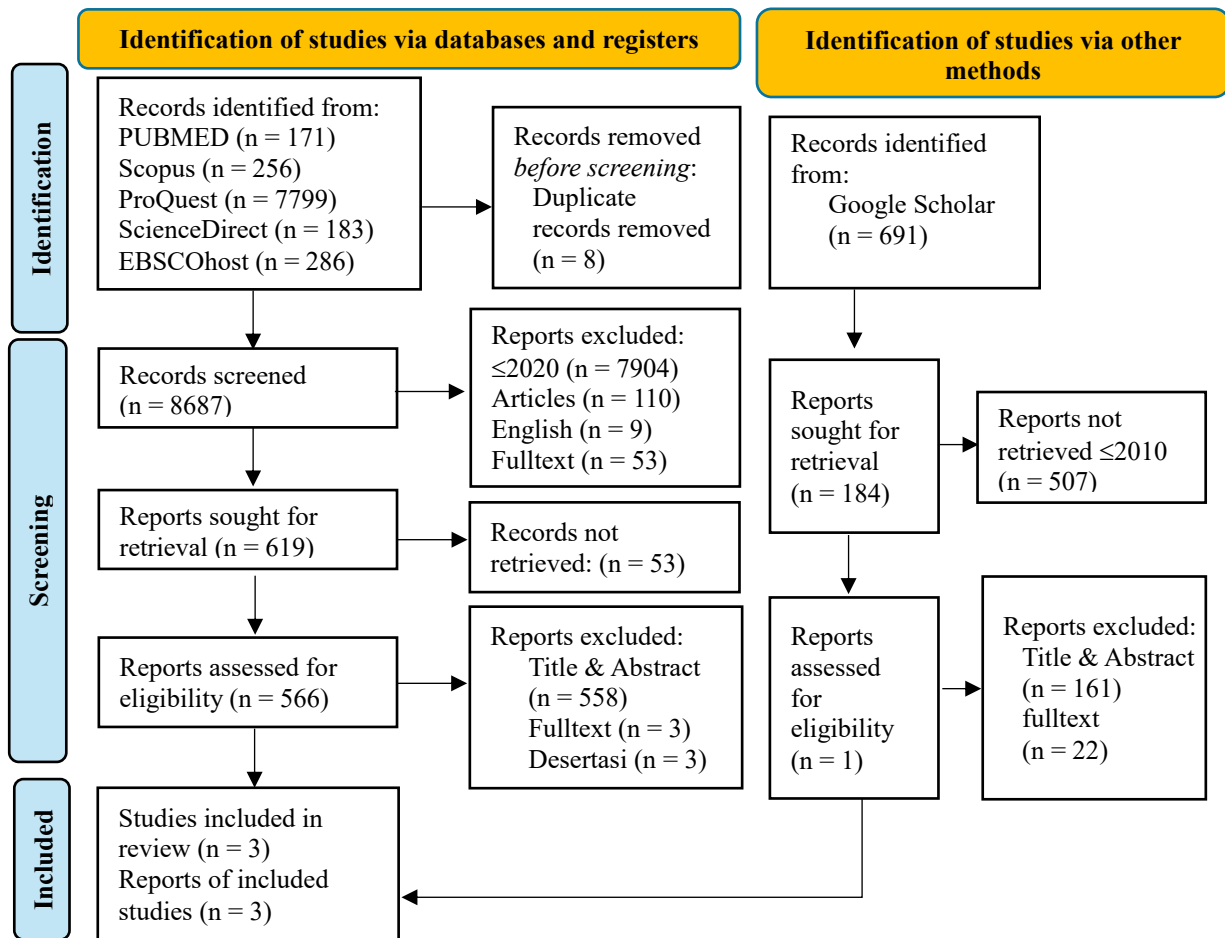 Identification of studies via databases and registers
Identification of studies via other
methods
Identification
Records identified from:
PUBMED (n = 171)
Scopus (n = 256)
ProQuest (n = 7799)
ScienceDirect (n = 183)
EBSCOhost (n = 286)
Records removed
before screening:
Duplicate
records removed
(n = 8)
Records identified
from:
Google Scholar
(n = 691)
Screening
Records screened
(n = 8687)
Reports excluded:
≤2020 (n = 7904)
Articles (n = 110)
English (n = 9)
Fulltext (n = 53)
Reports
sought for
retrieval
(n = 184)
Reports not
retrieved ≤2010
(n = 507)
Reports sought for
retrieval (n = 619)
Records not
retrieved: (n = 53)
Reports assessed for
eligibility (n = 566)
Reports excluded:
Title & Abstract
(n = 558)
Fulltext (n = 3)
Desertasi (n = 3)
Reports
assessed
for
eligibility
(n = 1)
Reports excluded:
Title & Abstract
(n = 161)
fulltext
(n = 22)
Included
Studies included in
review (n = 3)
Reports of included
studies (n = 3)